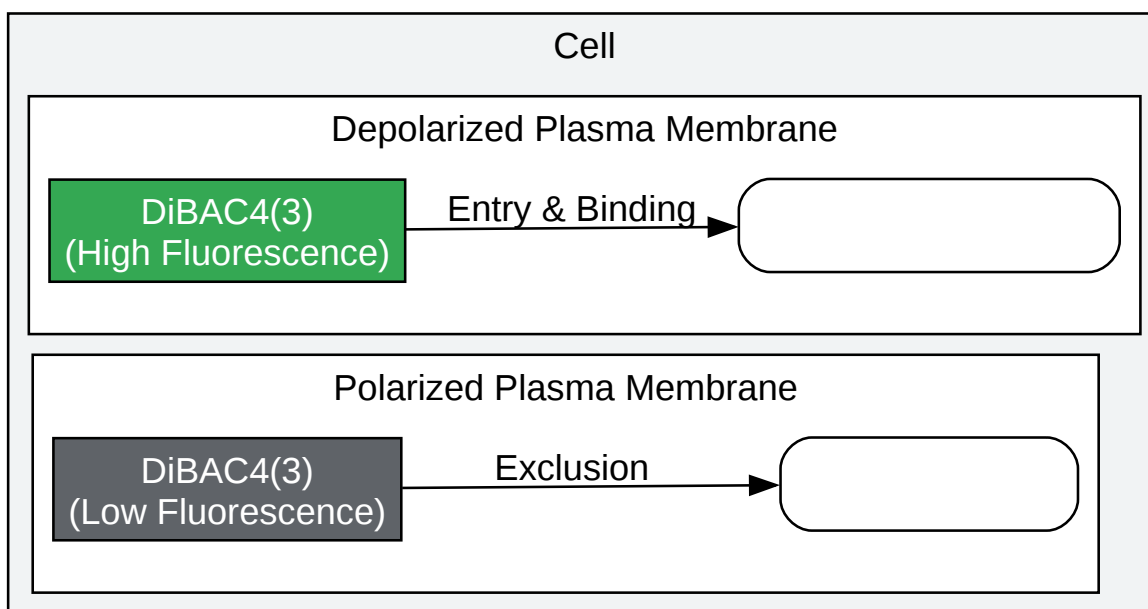 Cell
Depolarized Plasma Membrane
DiBAC4(3)
(High Fluorescence)
Entry & Binding
Polarized Plasma Membrane
DiBAC4(3)
(Low Fluorescence)
Exclusion